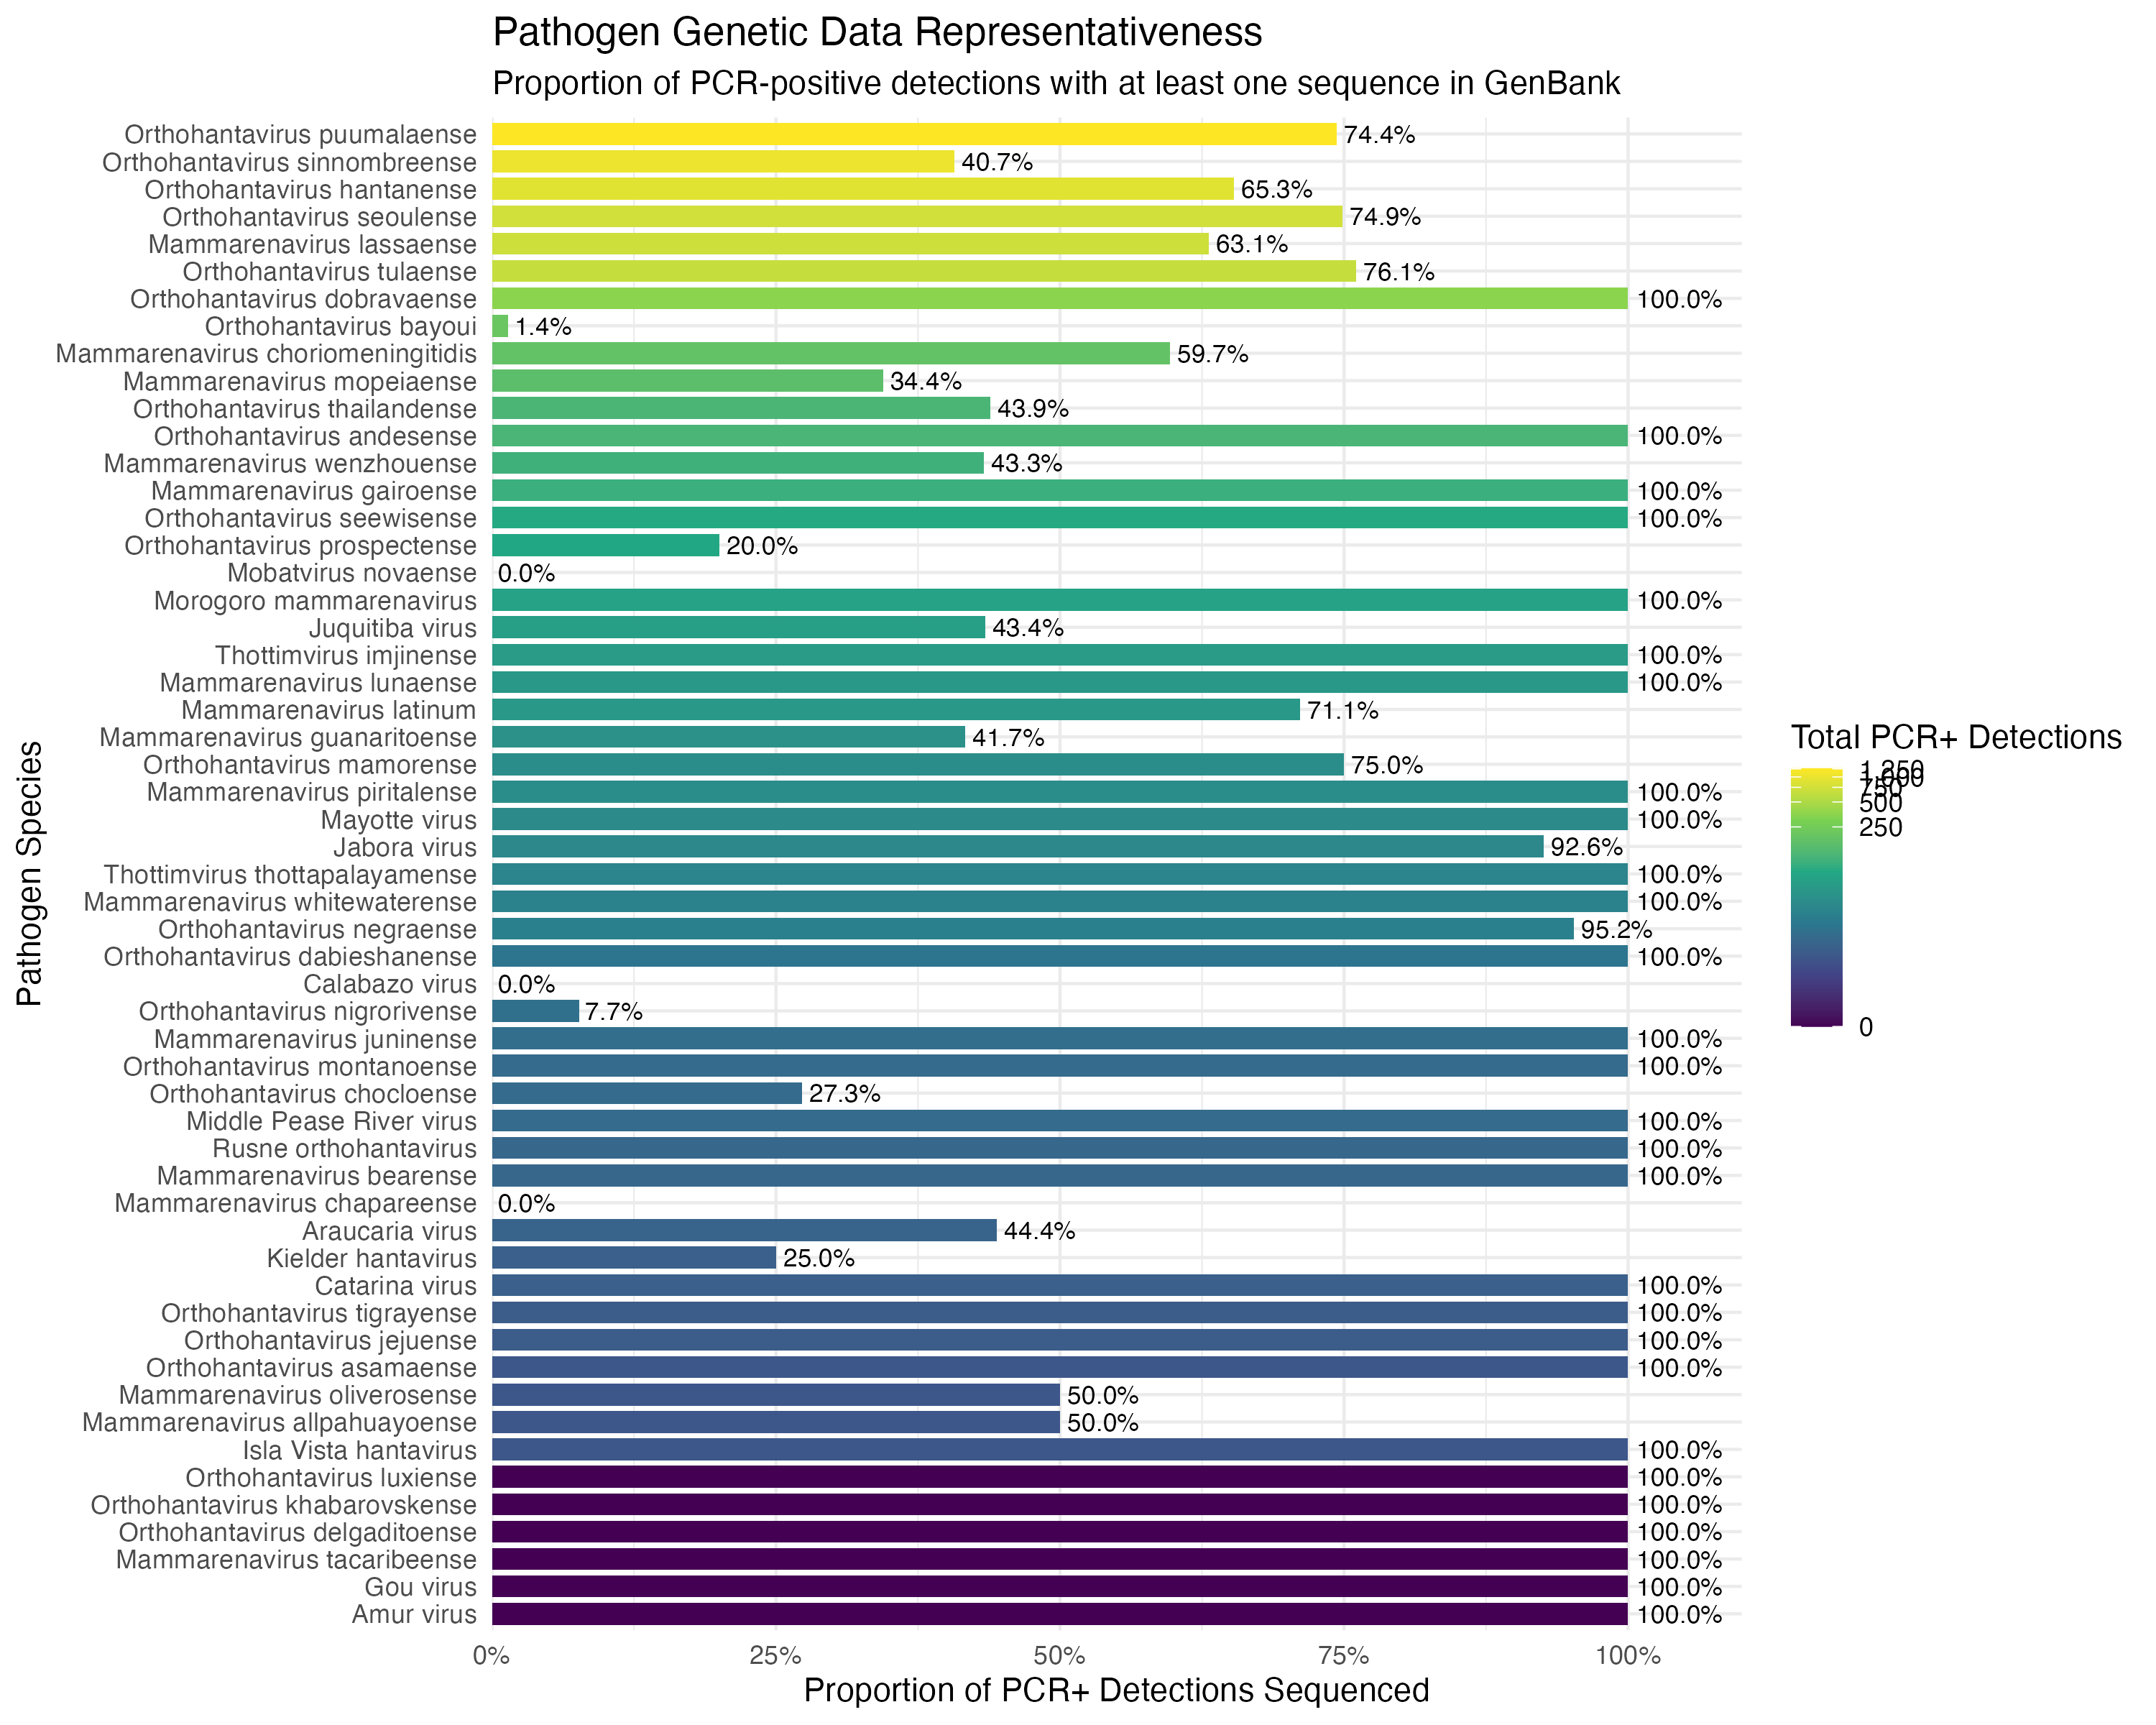 Pathogen Genetic Data Representativeness
Proportion of PCR-positive detections with at least one sequence in GenBank
Pathogen Species
Orthohantavirus puumalaense 74.4%
Orthohantavirus sinnombreense 40.7%
Orthohantavirus hantanense 65.3%
Orthohantavirus seoulense 74.9%
Mammarenavirus lassaense 63.1%
Orthohantavirus tulaense 76.1%
Orthohantavirus dobravaense 100.0%
Orthohantavirus bayoui 1.4%
Mammarenavirus choriomeningitidis 59.7%
Mammarenavirus mopeiaense 34.4%
Orthohantavirus thailandense 43.9%
Orthohantavirus andesense 100.0%
Mammarenavirus wenzhouense 43.3%
Mammarenavirus gairoense 100.0%
Orthohantavirus seewisense 100.0%
Orthohantavirus prospectense 20.0%
Mobatvirus novaense 0.0%
Morogoro mammarenavirus 100.0%
Juquitiba virus 43.4%
Thottimvirus imjinense 100.0%
Mammarenavirus lunaense 100.0%
Mammarenavirus latinum 71.1%
Mammarenavirus guanaritoense 41.7%
Orthohantavirus mamorense 75.0%
Mammarenavirus piritalense 100.0%
Mayotte virus 100.0%
Jabora virus 92.6%
Thottimvirus thottapalayamense 100.0%
Mammarenavirus whitewaterense 100.0%
Orthohantavirus negraense 95.2%
Orthohantavirus dabieshanense 100.0%
Calabazo virus 0.0%
Orthohantavirus nigrorivense 7.7%
Mammarenavirus juninense 100.0%
Orthohantavirus montanoense 100.0%
Orthohantavirus chocloense 27.3%
Middle Pease River virus 100.0%
Rusne orthohantavirus 100.0%
Mammarenavirus bearense 100.0%
Mammarenavirus chapareense 0.0%
Araucaria virus 44.4%
Kielder hantavirus 25.0%
Catarina virus 100.0%
Orthohantavirus tigrayense 100.0%
Orthohantavirus jejuense 100.0%
Orthohantavirus asamaense 100.0%
Mammarenavirus oliverosense 50.0%
Mammarenavirus allpahuayoense 50.0%
Isla Vista hantavirus 100.0%
Orthohantavirus luxiense 100.0%
Orthohantavirus khabarovskense 100.0%
Orthohantavirus delgaditoense 100.0%
Mammarenavirus tacaribeense 100.0%
Gou virus 100.0%
Amur virus 100.0%
0% 25% 50% 75% 100%
Proportion of PCR+ Detections Sequenced
Total PCR+ Detections
1,250
1,000
750
500
250
0